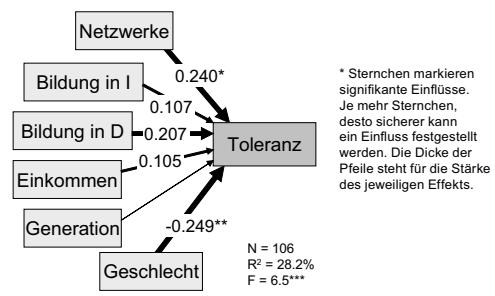 Netzwerke
0.240*
Bildung in I
0.107
Bildung in D
0.207
Toleranz
0.105
Einkommen
Generation
-0.249**
Geschlecht
N = 106
R² = 28.2%
F = 6.5***
* Sternchen markieren
signifikante Einflüsse.
Je mehr Sternchen,
desto sicherer kann
ein Einfluss festgestellt
werden. Die Dicke der
Pfeile steht für die Stärke
des jeweiligen Effekts.